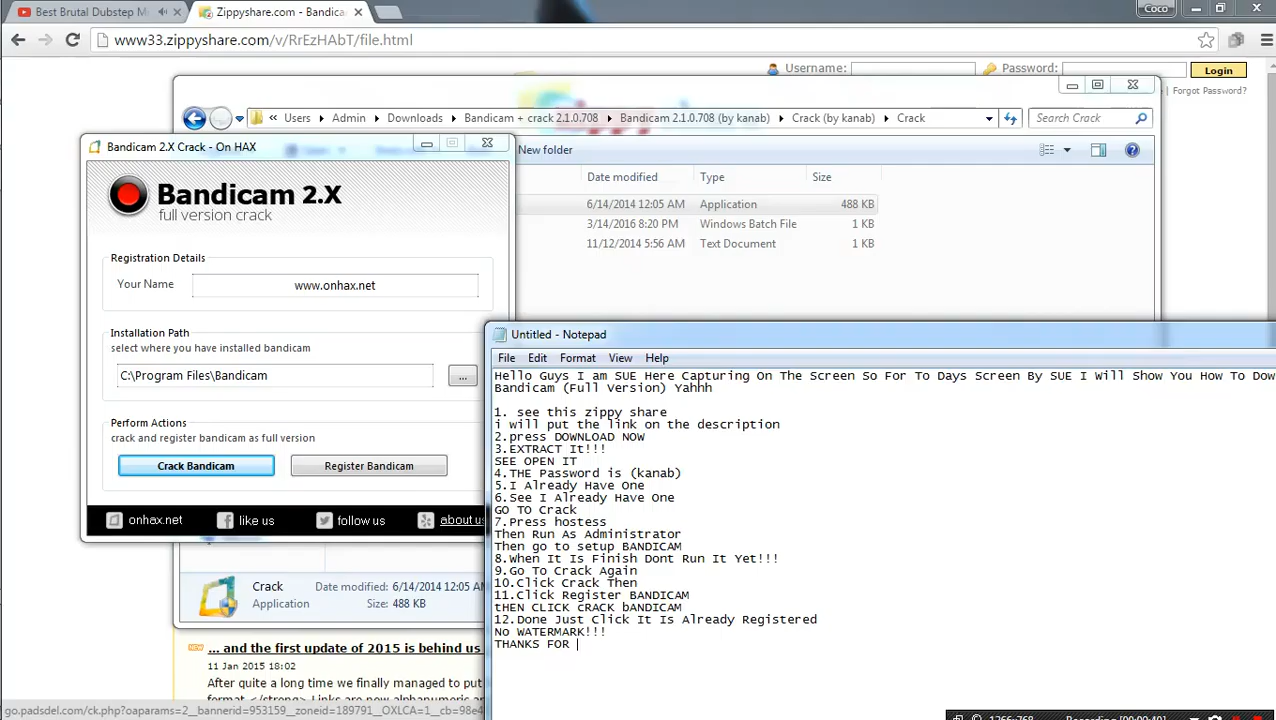 Best Brutal Dubstep M
Zippyshare.com - Bandica
Coco
www33.zippyshare.com/v/RrEzHAbT/file.html
Username:
Password:
Login
Forgot Password?
« Users Admin Downloads Bandicam + crack 2.1.0.708 Bandicam 2.1.0.708 (by kanab) Crack (by kanab) Crack
Search Crack
New folder
Date modified Type Size
6/14/2014 12:05 AM Application 488 KB
3/14/2016 8:20 PM Windows Batch File 1 KB
11/12/2014 5:56 AM Text Document 1 KB
Bandicam 2.X Crack - On HAX
Bandicam 2.X
full version crack
Registration Details
Your Name www.onhax.net
Installation Path
select where you have installed bandicam
C:\Program Files\Bandicam
...
Perform Actions
crack and register bandicam as full version
Crack Bandicam Register Bandicam
onhax.net like us follow us about us
Crack Date modified: 6/14/2014 12:05 A
Application Size: 488 KB
Untitled - Notepad
File Edit Format View Help
Hello Guys I am SUE Here Capturing On The Screen So For To Days Screen By SUE I Will Show You How To Dow
Bandicam (Full version) Yahhh
1. see this zippy share
i will put the link on the description
2.press DOWNLOAD NOW
3.EXTRACT It!!!
SEE OPEN IT
4.THE Password is (kanab)
5.I Already Have One
6.See I Already Have One
GO TO Crack
7.Press hostess
Then Run As Administrator
Then go to setup BANDICAM
8.When It Is Finish Dont Run It Yet!!!
9.Go To Crack Again
10.Click Crack Then
11.Click Register BANDICAM
tHEN CLICK CRACK bANDICAM
12.Done Just Click It Is Already Registered
No WATERMARK!!!
THANKS FOR
... and the first update of 2015 is behind us
11 Jan 2015 18:02
After quite a long time we finally managed to put
go.padsdel.com/ck.php?oaparams=2__bannerid=953159__zoneid=189791__OXLCA=1__cb=98e4